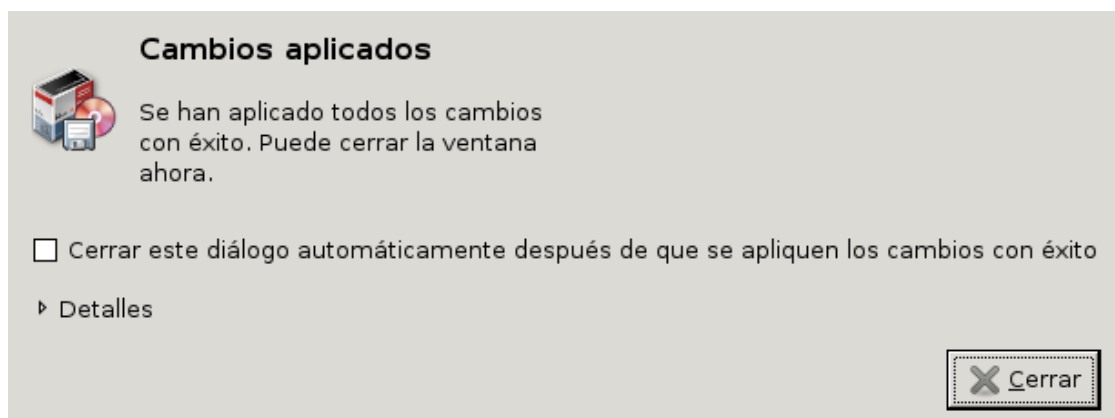 Cambios aplicados
Se han aplicado todos los cambios
con éxito. Puede cerrar la ventana
ahora.
Cerrar este diálogo automáticamente después de que se apliquen los cambios con éxito
Detalles
Cerrar